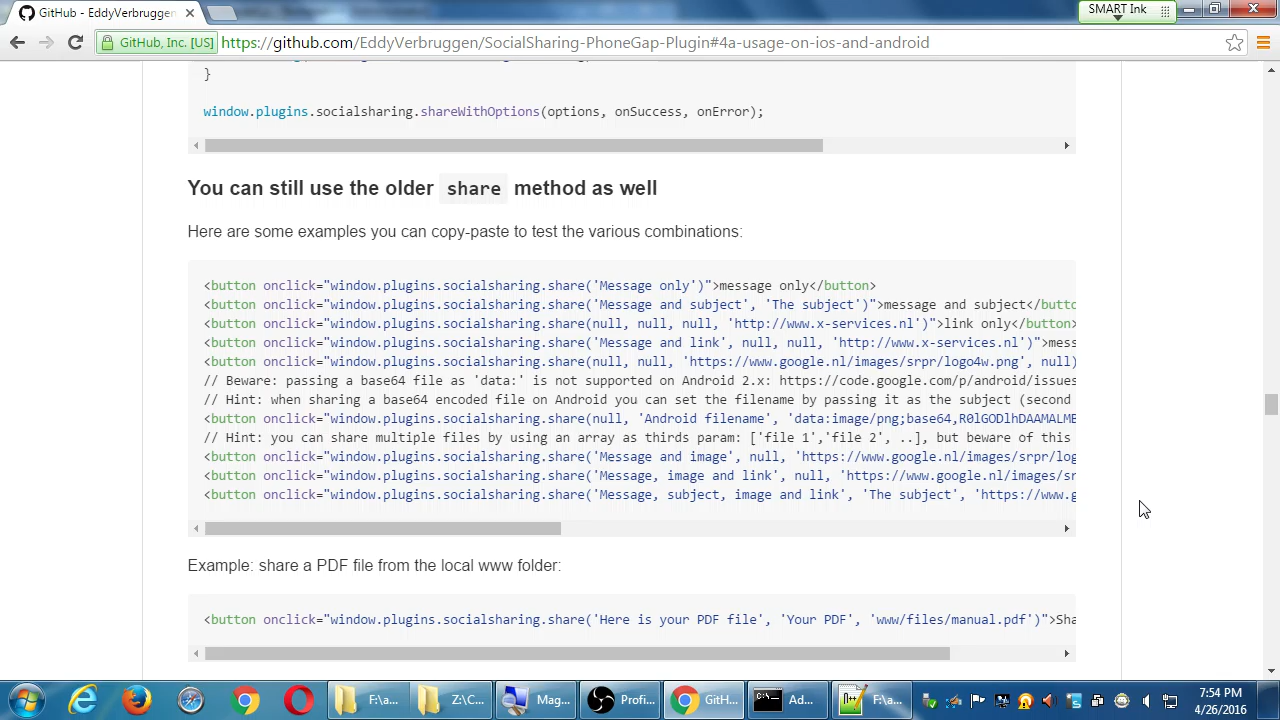 GitHub - EddyVerbruggen
SMART Ink
GitHub, Inc. [US]
https://github.com/EddyVerbruggen/SocialSharing-PhoneGap-Plugin#4a-usage-on-ios-and-android
}
window.plugins.socialsharing.shareWithOptions(options, onSuccess, onError);
You can still use the older share method as well
Here are some examples you can copy-paste to test the various combinations:
<button onclick="window.plugins.socialsharing.share('Message only')">message only</button>
<button onclick="window.plugins.socialsharing.share('Message and subject', 'The subject')">message and subject</butto
<button onclick="window.plugins.socialsharing.share(null, null, null, 'http://www.x-services.nl')">link only</button>
<button onclick="window.plugins.socialsharing.share('Message and link', null, null, 'http://www.x-services.nl')">mess
<button onclick="window.plugins.socialsharing.share(null, null, 'https://www.google.nl/images/srpr/logo4w.png', null)
// Beware: passing a base64 file as 'data:' is not supported on Android 2.x: https://code.google.com/p/android/issues
// Hint: when sharing a base64 encoded file on Android you can set the filename by passing it as the subject (second
<button onclick="window.plugins.socialsharing.share(null, 'Android filename', 'data:image/png;base64,R0lGODlhDAAMALME
// Hint: you can share multiple files by using an array as thirds param: ['file 1','file 2', ..], but beware of this
<button onclick="window.plugins.socialsharing.share('Message and image', null, 'https://www.google.nl/images/srpr/log
<button onclick="window.plugins.socialsharing.share('Message, image and link', null, 'https://www.google.nl/images/sr
<button onclick="window.plugins.socialsharing.share('Message, subject, image and link', 'The subject', 'https://www.g
Example: share a PDF file from the local www folder:
<button onclick="window.plugins.socialsharing.share('Here is your PDF file', 'Your PDF', 'www/files/manual.pdf')">Sha
F:\a... Z:\C... Mag... Profi... GitH... Ad... F:\a...
7:54 PM
4/26/2016